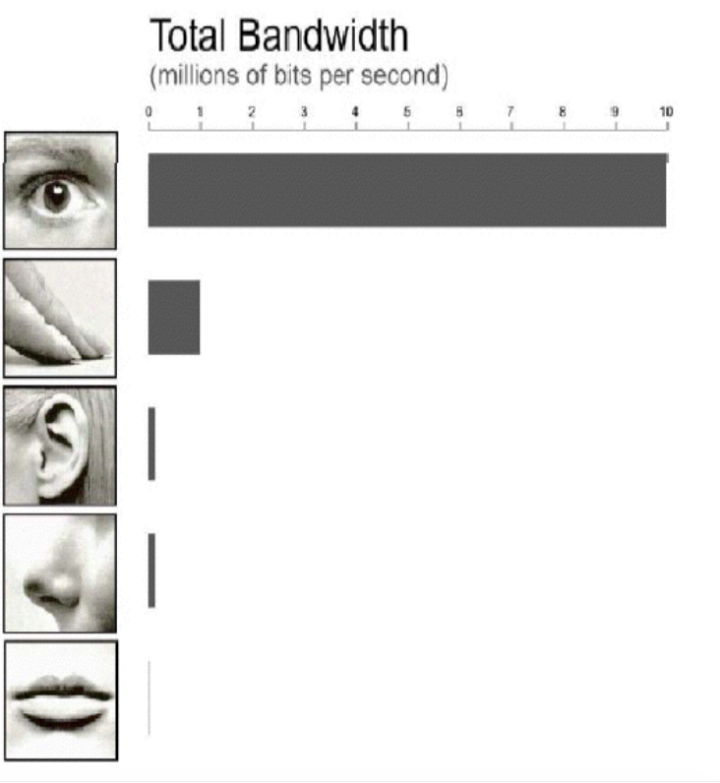 Total Bandwidth
(millions of bits per second)
0 1 2 3 4 5 6 7 8 9 10